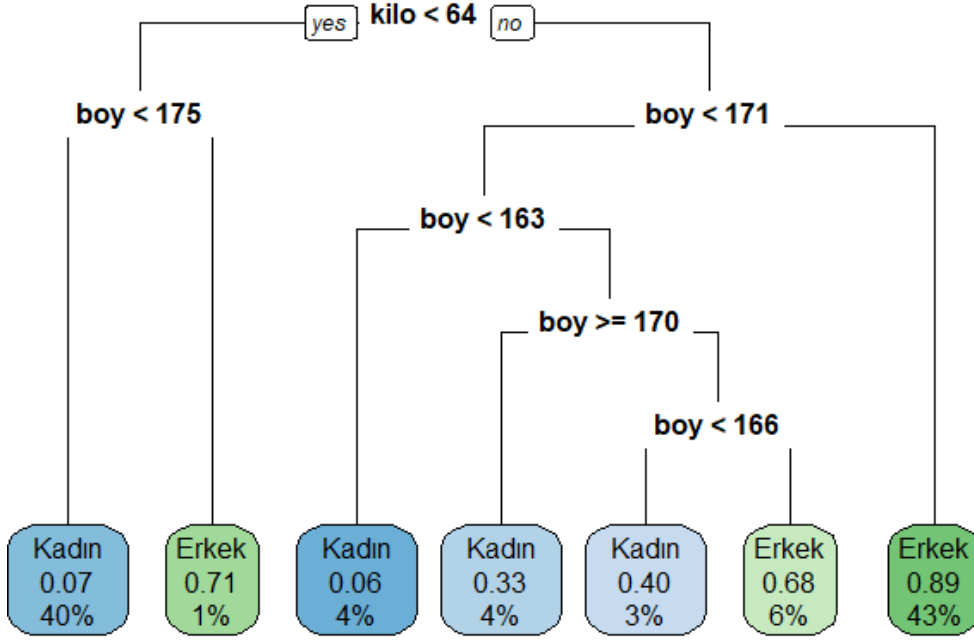 yes kilo < 64 no
boy < 175
boy < 171
boy < 163
boy >= 170
boy < 166
Kadın
0.07
40%
Erkek
0.71
1%
Kadın
0.06
4%
Kadın
0.33
4%
Kadın
0.40
3%
Erkek
0.68
6%
Erkek
0.89
43%